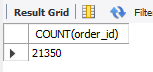 Result Grid Filte
COUNT(order_id)
21350